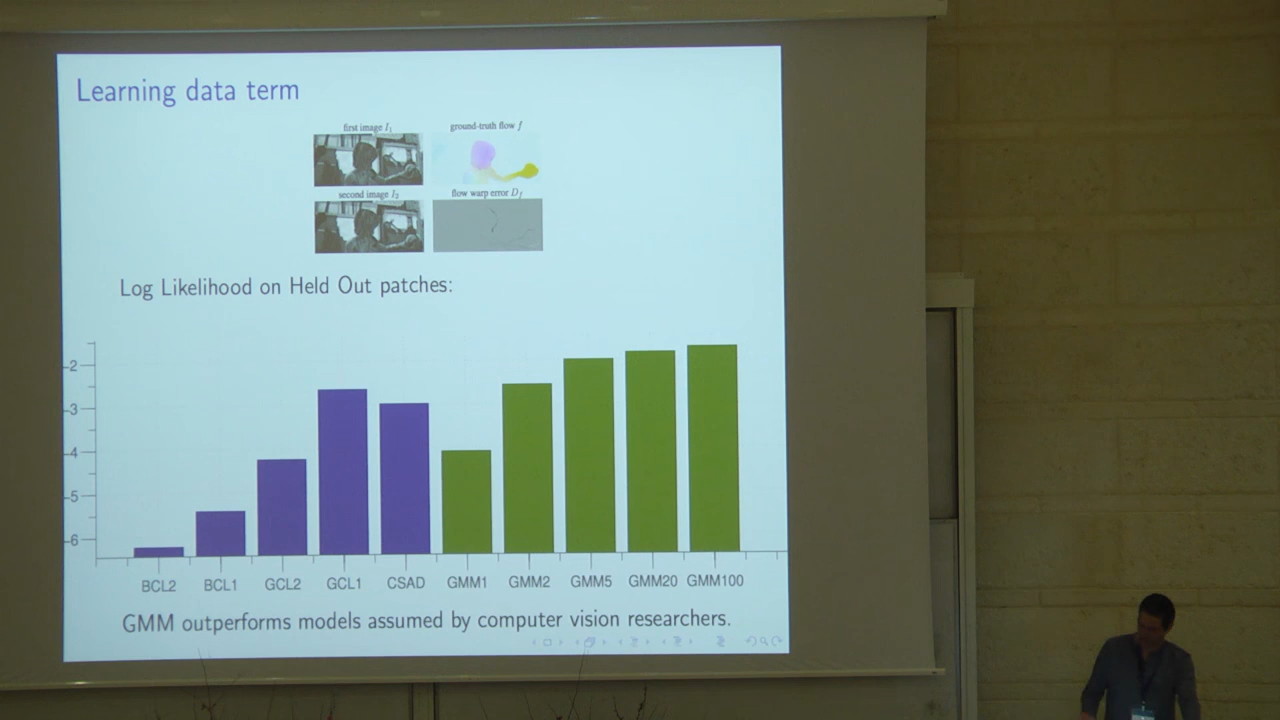 Learning data term
first image I₁
ground-truth flow f
second image I₂
flow warp error D_f
Log Likelihood on Held Out patches:
-2
-3
-4
-5
-6
BCL2 BCL1 GCL2 GCL1 CSAD GMM1 GMM2 GMM5 GMM20 GMM100
GMM outperforms models assumed by computer vision researchers.